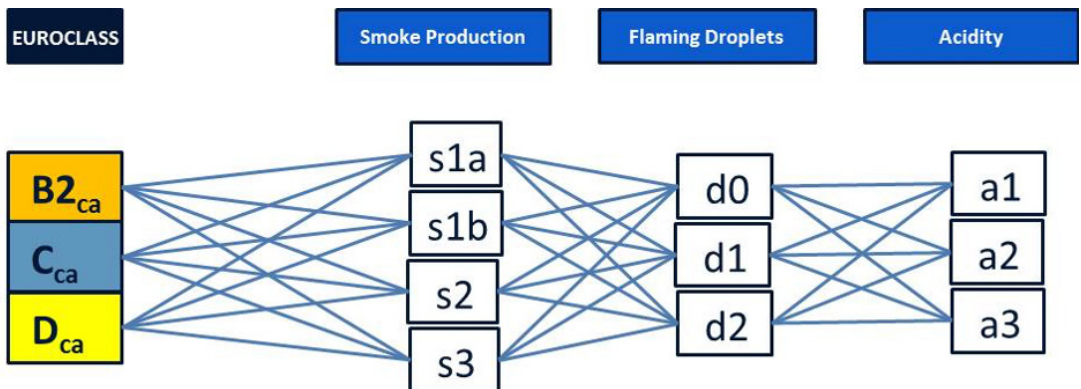 EUROCLASS
Smoke Production
Flaming Droplets
Acidity
B2ca
Cca
Dca
s1a
s1b
s2
s3
d0
d1
d2
a1
a2
a3